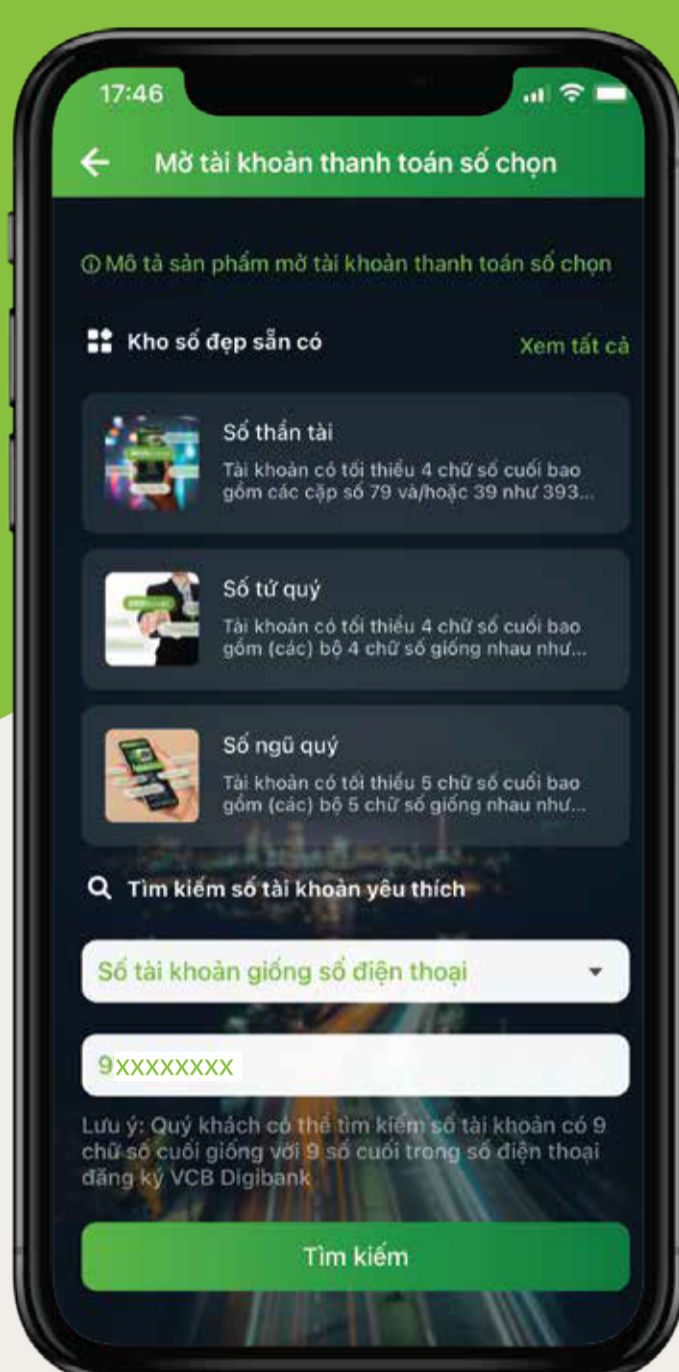 17:46
Mở tài khoản thanh toán số chọn
Mô tả sản phẩm mở tài khoản thanh toán số chọn
Kho số đẹp sẵn có
Xem tất cả
Số thần tài
Tài khoản có tối thiểu 4 chữ số cuối bao
gồm các cặp số 79 và/hoặc 39 như 393...
Số tứ quý
Tài khoản có tối thiểu 4 chữ số cuối bao
gồm (các) bộ 4 chữ số giống nhau như...
Số ngũ quý
Tài khoản có tối thiểu 5 chữ số cuối bao
gồm (các) bộ 5 chữ số giống nhau như...
Tìm kiếm số tài khoản yêu thích
Số tài khoản giống số điện thoại
9XXXXXXXX
Lưu ý: Quý khách có thể tìm kiếm số tài khoản có 9
chữ số cuối giống với 9 số cuối trong số điện thoại
đăng ký VCB Digibank
Tìm kiếm